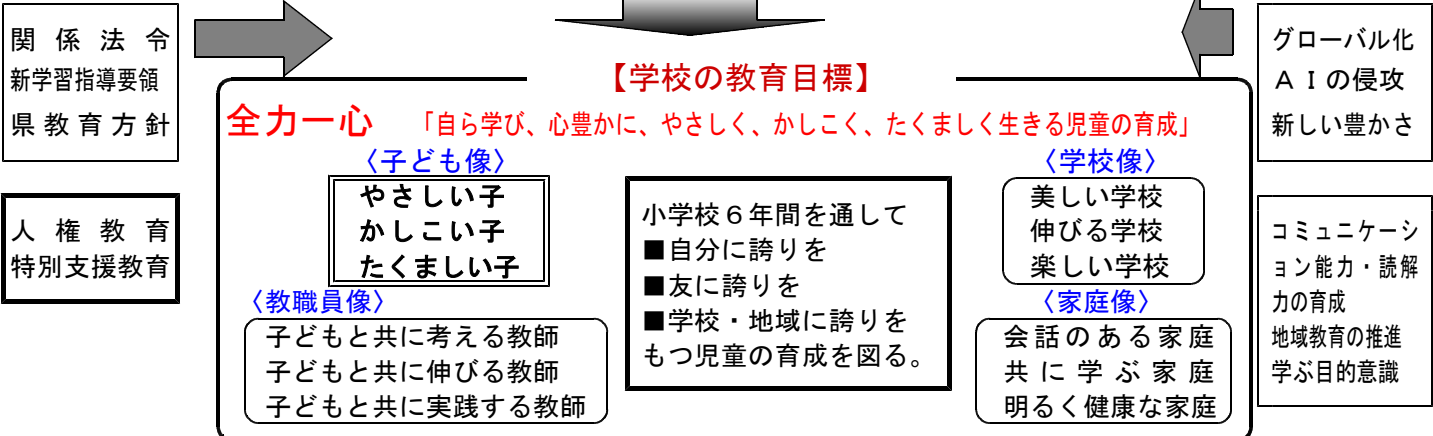 関係法令
新学習指導要領
県教育方針
人権教育
特別支援教育
【学校の教育目標】
全力一心 「自ら学び、心豊かに、やさしく、かしこく、たくましく生きる児童の育成」
〈子ども像〉
やさしい子
かしこい子
たくましい子
〈教職員像〉
子どもと共に考える教師
子どもと共に伸びる教師
子どもと共に実践する教師
小学校6年間を通して
■自分に誇りを
■友に誇りを
■学校・地域に誇りを
もつ児童の育成を図る。
〈学校像〉
美しい学校
伸びる学校
楽しい学校
〈家庭像〉
会話のある家庭
共に学ぶ家庭
明るく健康な家庭
グローバル化
AIの侵攻
新しい豊かさ
コミュニケーシ
ョン能力・読解
力の育成
地域教育の推進
学ぶ目的意識